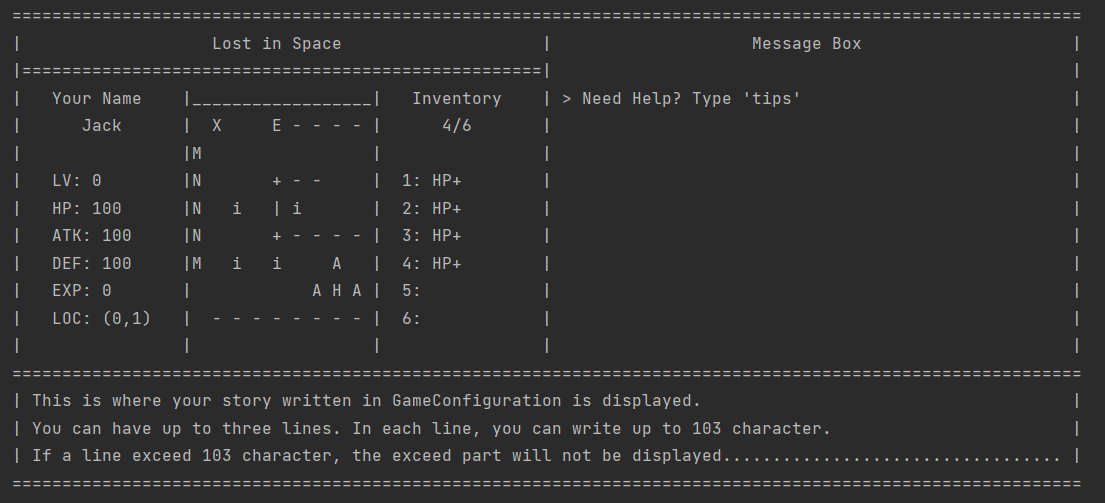 ===========================================================================================================
|                   Lost in Space                    |                    Message Box                     |
|====================================================|                                                    |
|   Your Name    |__________________|   Inventory    | > Need Help? Type 'tips'                           |
|      Jack      |  X     E - - - - |      4/6       |                                                    |
|                |M                 |                |                                                    |
|   LV: 0        |N       + - -     |  1: HP+        |                                                    |
|   HP: 100      |N   i   | i       |  2: HP+        |                                                    |
|   ATK: 100     |N       + - - - - |  3: HP+        |                                                    |
|   DEF: 100     |M   i   i     A   |  4: HP+        |                                                    |
|   EXP: 0       |            A H A |  5:            |                                                    |
|   LOC: (0,1)   |  - - - - - - - - |  6:            |                                                    |
|                |                  |                |                                                    |
===========================================================================================================
| This is where your story written in GameConfiguration is displayed.                                     |
| You can have up to three lines. In each line, you can write up to 103 character.                        |
| If a line exceed 103 character, the exceed part will not be displayed.................................. |
===========================================================================================================